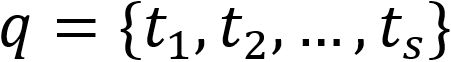 q = {t₁, t₂, …, tₛ}